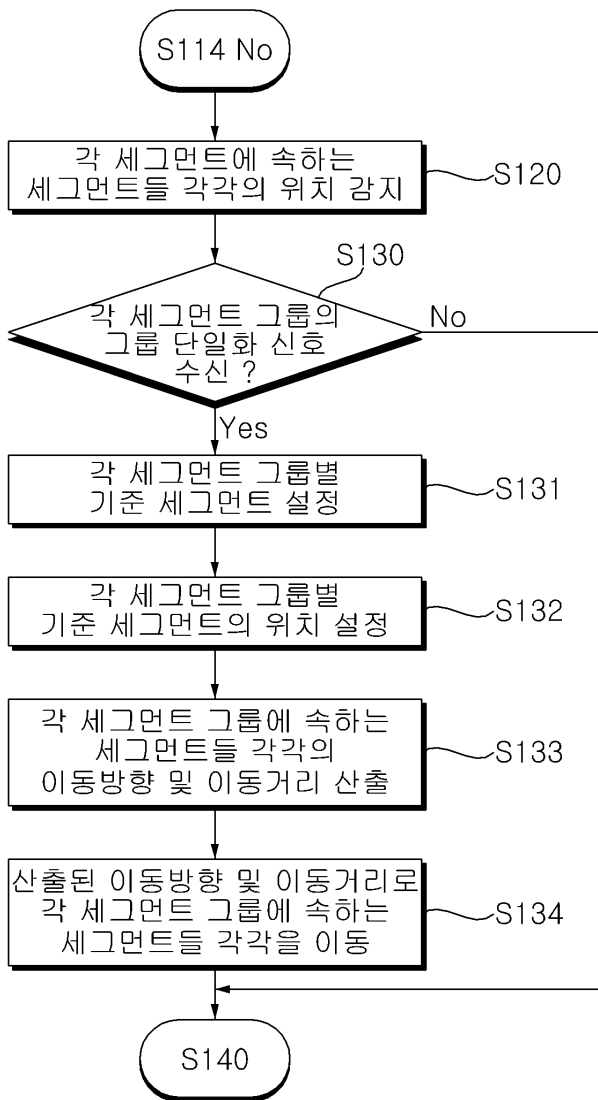 S114 No
각 세그먼트에 속하는
세그먼트들 각각의 위치 감지
S120
S130
각 세그먼트 그룹의
그룹 단일화 신호
수신 ?
No
Yes
각 세그먼트 그룹별
기준 세그먼트 설정
S131
각 세그먼트 그룹별
기준 세그먼트의 위치 설정
S132
각 세그먼트 그룹에 속하는
세그먼트들 각각의
이동방향 및 이동거리 산출
S133
산출된 이동방향 및 이동거리로
각 세그먼트 그룹에 속하는
세그먼트들 각각을 이동
S134
S140